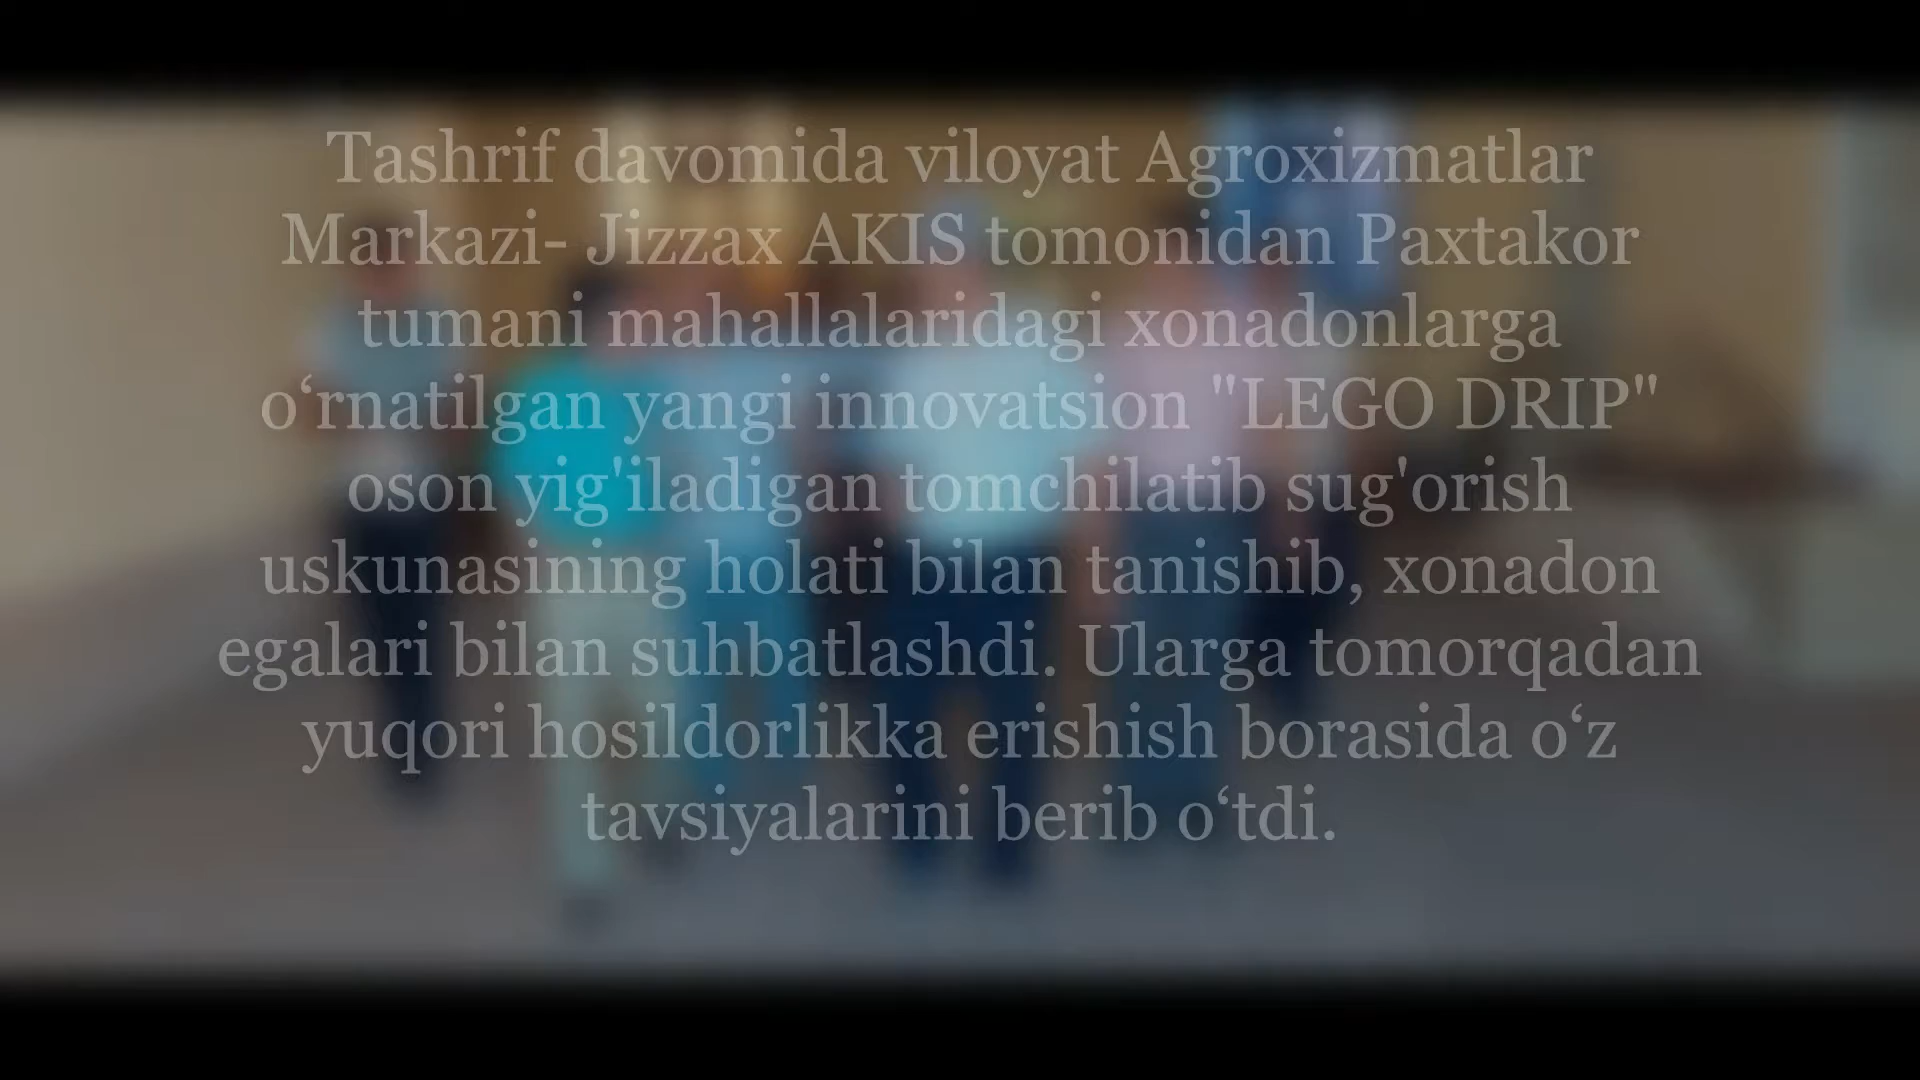 Tashrif davomida viloyat Agroxizmatlar
Markazi- Jizzax AKIS tomonidan Paxtakor
tumani mahallalaridagi xonadonlarga
o‘rnatilgan yangi innovatsion "LEGO DRIP"
oson yig'iladigan tomchilatib sug'orish
uskunasining holati bilan tanishib, xonadon
egalari bilan suhbatlashdi. Ularga tomorqadan
yuqori hosildorlikka erishish borasida o‘z
tavsiyalarini berib o‘tdi.